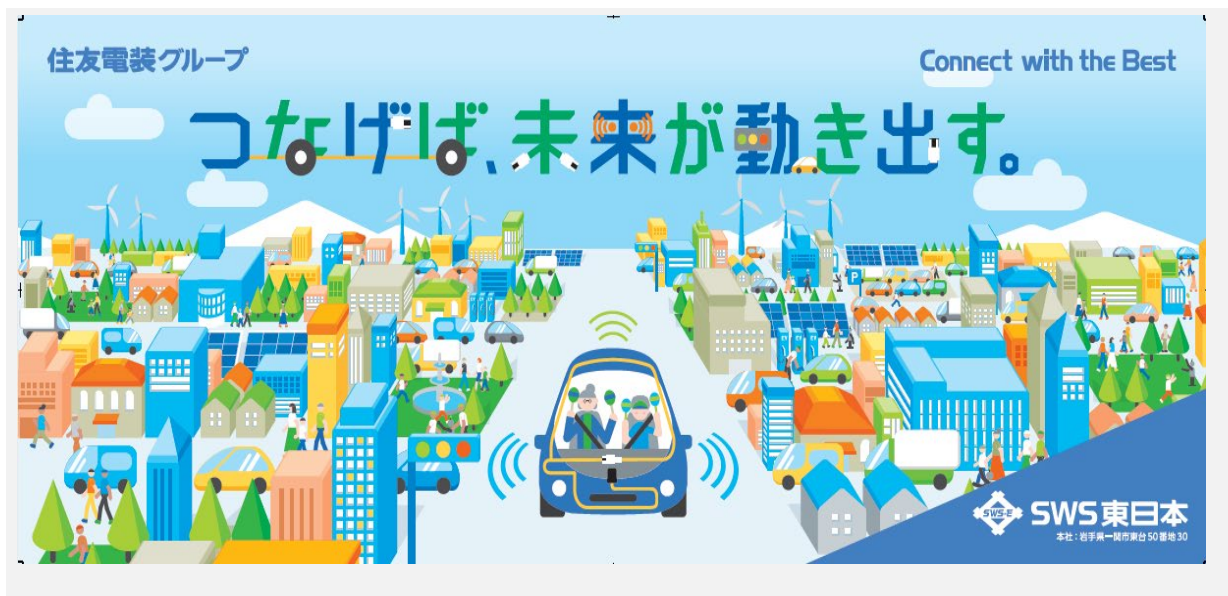 住友電装グループ
Connect with the Best
つなげば、未来が動き出す。
P
SWS-E
SWS東日本
本社：岩手県一関市東台50番地30